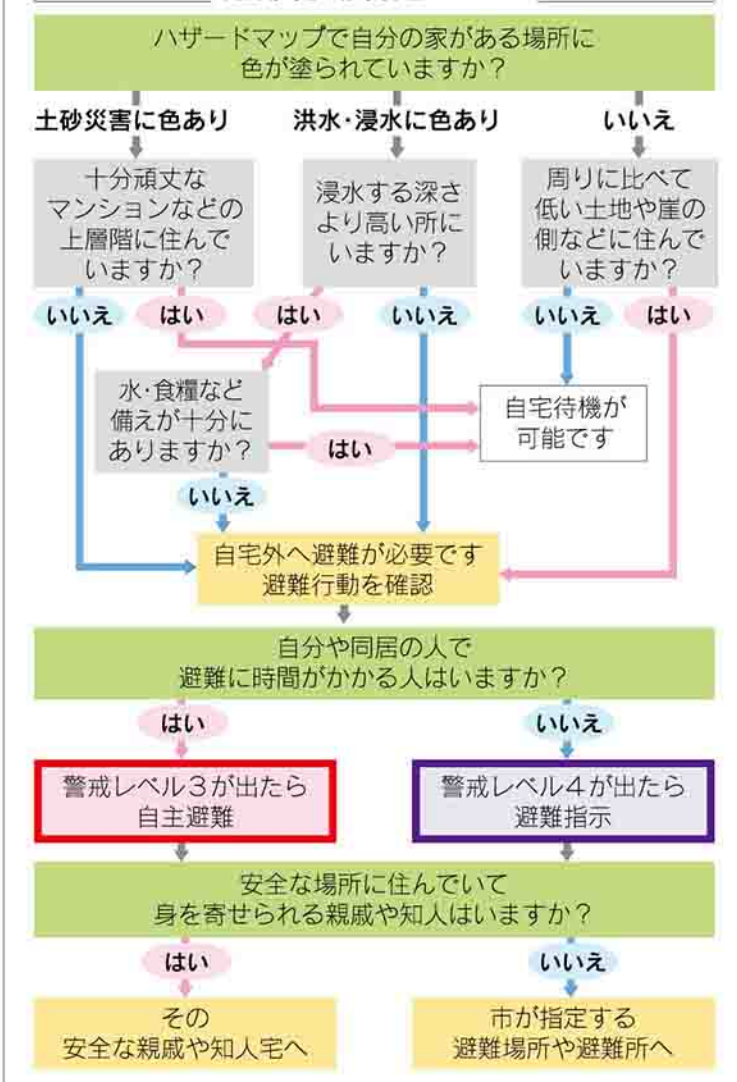 ハザードマップで自分の家がある場所に
色が塗られていますか？
土砂災害に色あり
洪水・浸水に色あり
いいえ
十分頑丈な
マンションなどの
上層階に住んで
いますか？
浸水する深さ
より高い所に
いますか？
周りに比べて
低い土地や崖の
側などに住んで
いますか？
いいえ
はい
はい
いいえ
いいえ
はい
水・食糧など
備えが十分に
ありますか？
はい
自宅待機が
可能です
いいえ
自宅外へ避難が必要です
避難行動を確認
自分や同居の人で
避難に時間がかかる人はいますか？
はい
いいえ
警戒レベル３が出たら
自主避難
警戒レベル４が出たら
避難指示
安全な場所に住んでいて
身を寄せられる親戚や知人はいますか？
はい
いいえ
その
安全な親戚や知人宅へ
市が指定する
避難場所や避難所へ